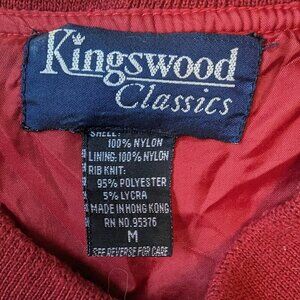 Kingswood
Classics
SHELL:
100% NYLON
LINING: 100% NYLON
RIB KNIT:
95% POLYESTER
5% LYCRA
MADE IN HONG KONG
RN NO. 95376
M
SEE REVERSE FOR CARE